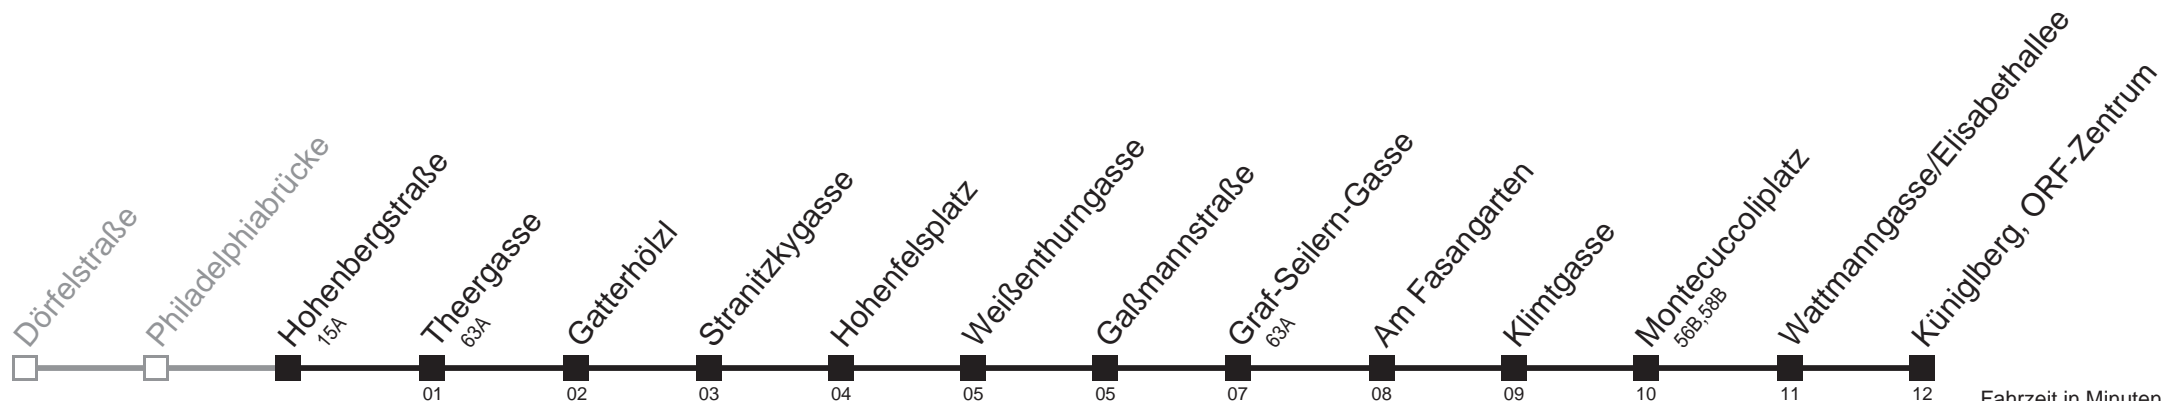 Dörfelstraße
Philadelphiabrücke
Hohenbergstraße
15A
Theergasse
63A
Gatterhölzl
Stranitzkygasse
Hohenfelsplatz
Weißenthurngasse
Gaßmannstraße
Graf-Seilern-Gasse
63A
Am Fasangarten
Klimtgasse
Montecuccoliplatz
56B,58B
Wattmanngasse/Elisabethallee
Küniglberg, ORF-Zentrum
01 02 03 04 05 05 07 08 09 10 11 12 Fahrzeit in Minuten